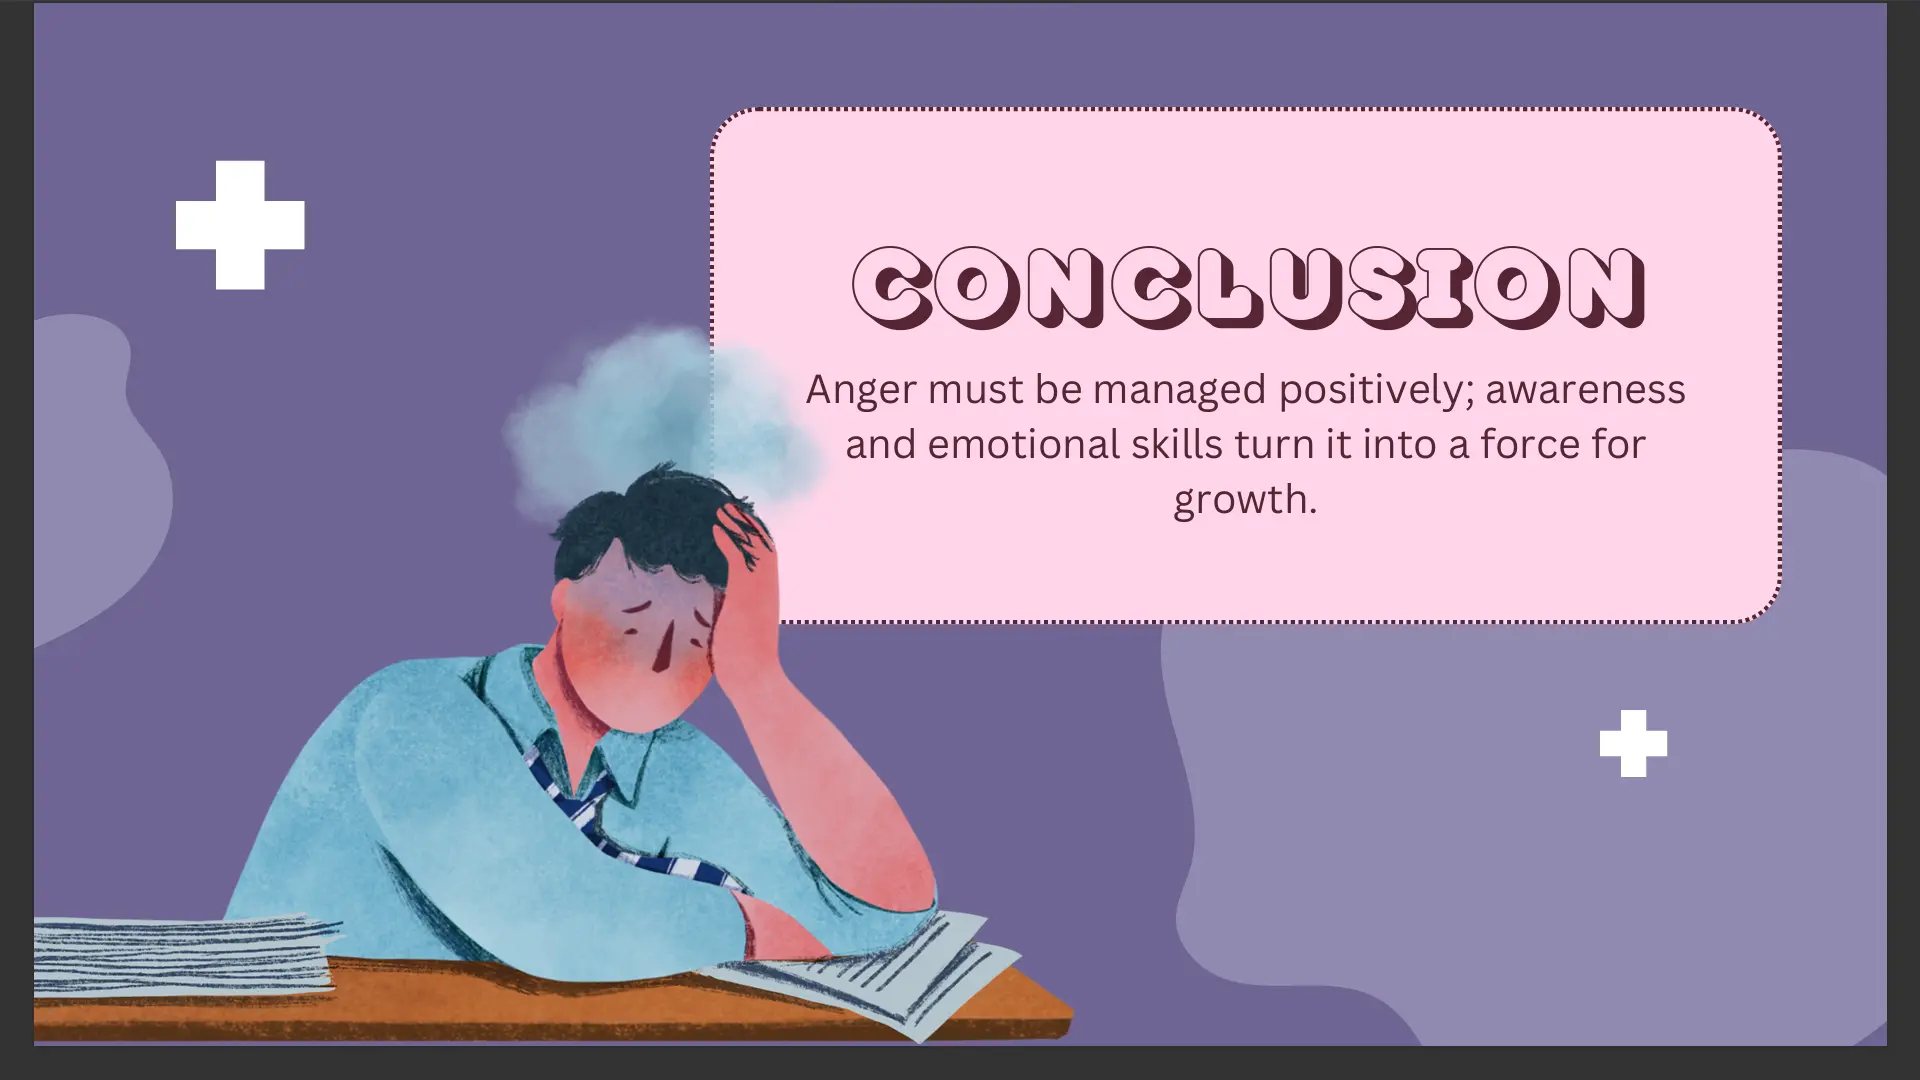 CONCLUSION
Anger must be managed positively; awareness
and emotional skills turn it into a force for
growth.